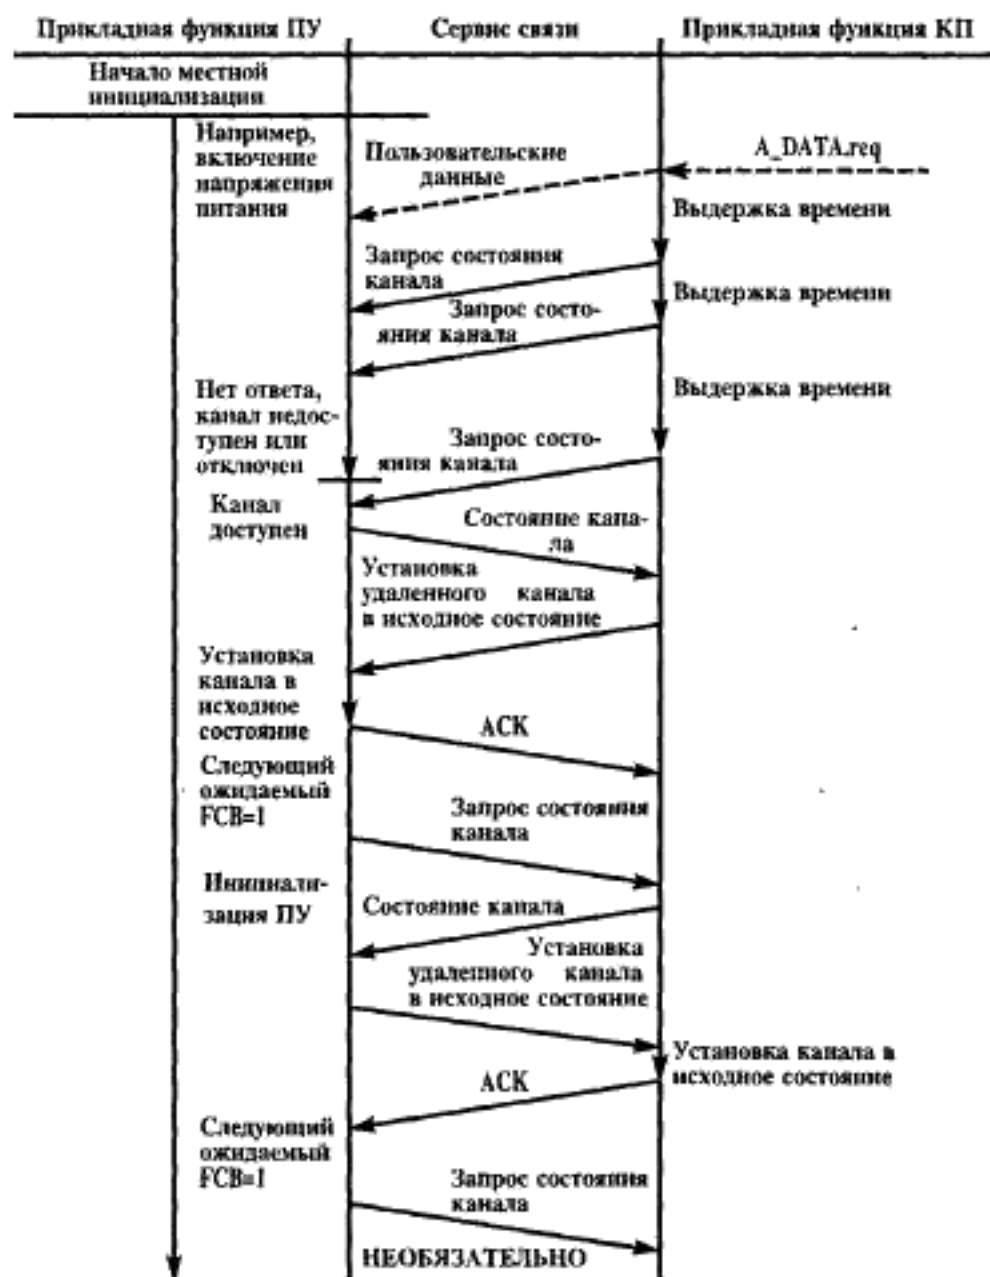 Прикладная функция ПУ
Сервис связи
Прикладная функция КП
Начало местной
инициализации
Например,
включение
напряжения
питания
Пользовательские
данные
A_DATA.req
Выдержка времени
Запрос состояния
канала
Выдержка времени
Запрос состо-
яния канала
Выдержка времени
Нет ответа,
канал недос-
тупен или
отключен
Запрос состо-
яния канала
Канал
доступен
Состояние кана-
ла
Установка
удаленного канала
в исходное состояние
Установка
канала в
исходное
состояние
АСК
Следующий
ожидаемый
FCB=1
Запрос состояния
канала
Инициали-
зация ПУ
Состояние канала
Установка
удаленного канала
в исходное состояние
Установка канала в
исходное состояние
АСК
Следующий
ожидаемый
FCB=1
Запрос состояния
канала
НЕОБЯЗАТЕЛЬНО